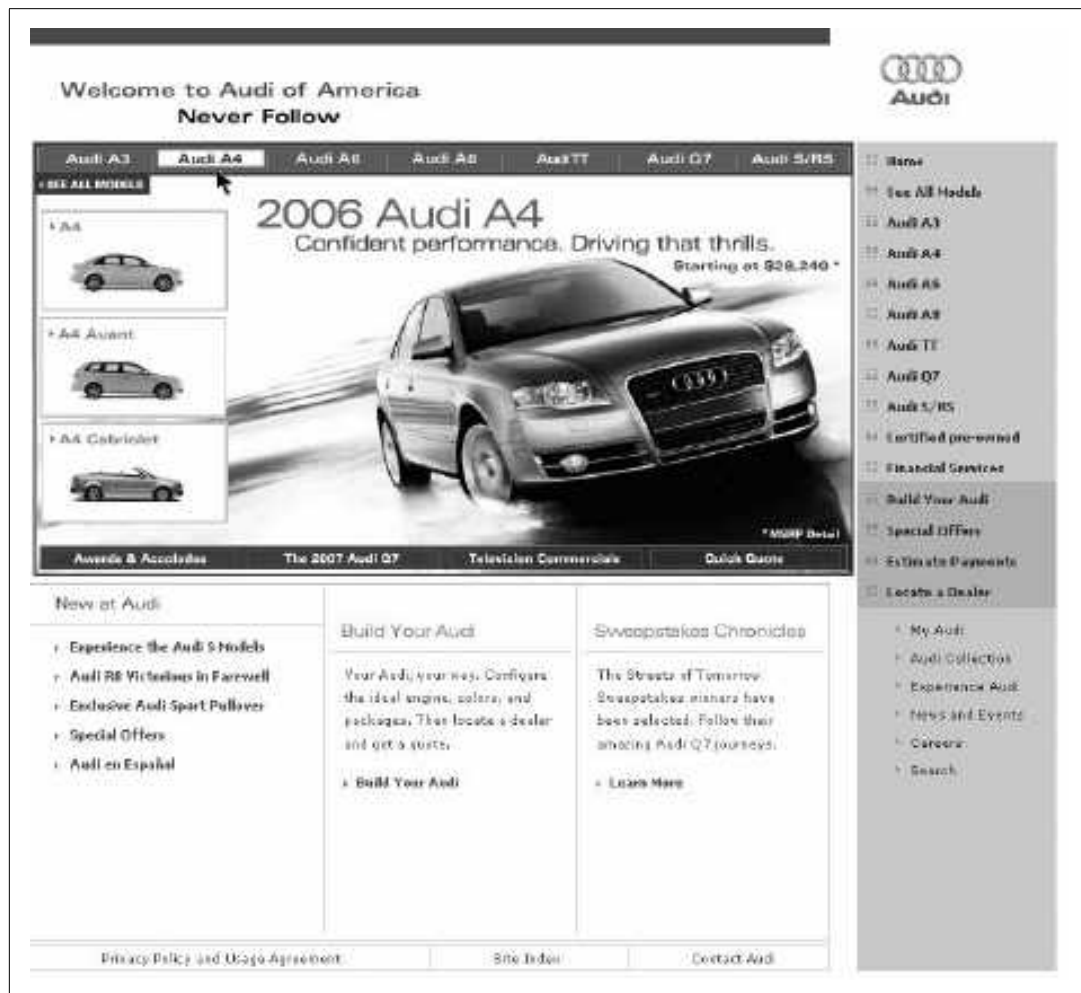 Welcome to Audi of America
Never Follow
Audi
Audi A3 Audi A4 Audi A6 Audi A8 Audi TT Audi Q7 Audi S/RS
SEE ALL MODELS
A4
A4 Avant
A4 Cabriolet
2006 Audi A4
Confident performance. Driving that thrills.
Starting at $28,240 *
* MSRP Detail
Awards & Accolades The 2007 Audi Q7 Television Commercials Quick Quote
New at Audi
Experience the Audi S Models
Audi R8 Victorious in Farewell
Exclusive Audi Sport Pullover
Special Offers
Audi en Español
Build Your Audi
Your Audi, your way. Configure
the ideal engine, colors, and
packages. Then locate a dealer
and get a quote.
Build Your Audi
Sweepstakes Chronicles
The Streets of Tomorrow
Sweepstakes winners have
been selected. Follow their
amazing Audi Q7 journeys.
Learn More
Home
See All Models
Audi A3
Audi A4
Audi A6
Audi A8
Audi TT
Audi Q7
Audi S/RS
Certified pre-owned
Financial Services
Build Your Audi
Special Offers
Estimate Payments
Locate a Dealer
My Audi
Audi Collection
Experience Audi
News and Events
Careers
Search
Privacy Policy and Usage Agreement Site Index Contact Audi